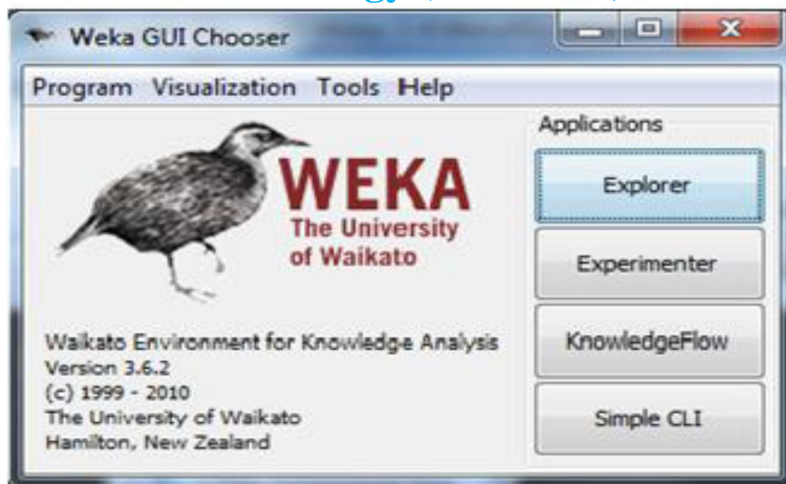 Weka GUI Chooser
Program Visualization Tools Help
WEKA
The University
of Waikato
Waikato Environment for Knowledge Analysis
Version 3.6.2
(c) 1999 - 2010
The University of Waikato
Hamilton, New Zealand
Applications
Explorer
Experimenter
KnowledgeFlow
Simple CLI